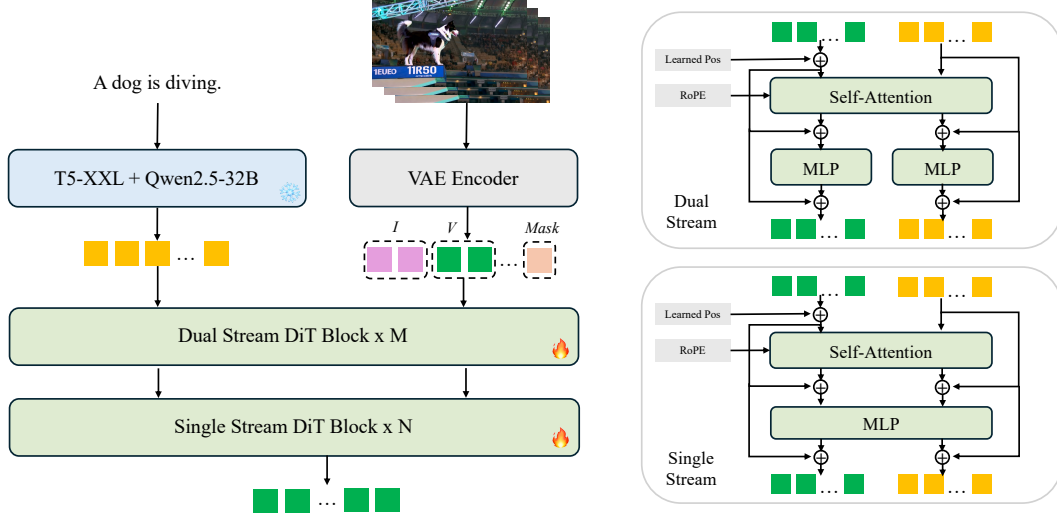 A dog is diving.
11R50
T5-XXL + Qwen2.5-32B
VAE Encoder
I
V
Mask
...
...
Dual Stream DiT Block x M
Single Stream DiT Block x N
...
... ...
Learned Pos
RoPE
Self-Attention
MLP
MLP
Dual
Stream
... ...
... ...
Learned Pos
RoPE
Self-Attention
MLP
Single
Stream
... ...